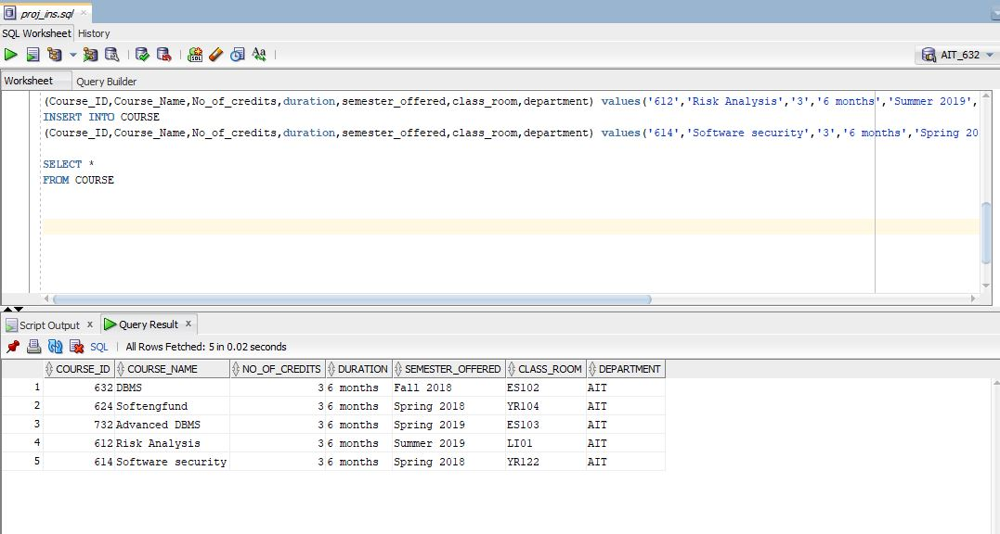 proj_ins.sql
SQL Worksheet History
AIT_632
Worksheet Query Builder
(Course_ID,Course_Name,No_of_credits,duration,semester_offered,class_room,department) values('612','Risk Analysis','3','6 months','Summer 2019',
INSERT INTO COURSE
(Course_ID,Course_Name,No_of_credits,duration,semester_offered,class_room,department) values('614','Software security','3','6 months','Spring 20
SELECT *
FROM COURSE
Script Output x Query Result x
SQL All Rows Fetched: 5 in 0.02 seconds
COURSE_ID COURSE_NAME NO_OF_CREDITS DURATION SEMESTER_OFFERED CLASS_ROOM DEPARTMENT
1 632 DBMS 3 6 months Fall 2018 ES102 AIT
2 624 Softengfund 3 6 months Spring 2018 YR104 AIT
3 732 Advanced DBMS 3 6 months Spring 2019 ES103 AIT
4 612 Risk Analysis 3 6 months Summer 2019 LI01 AIT
5 614 Software security 3 6 months Spring 2018 YR122 AIT